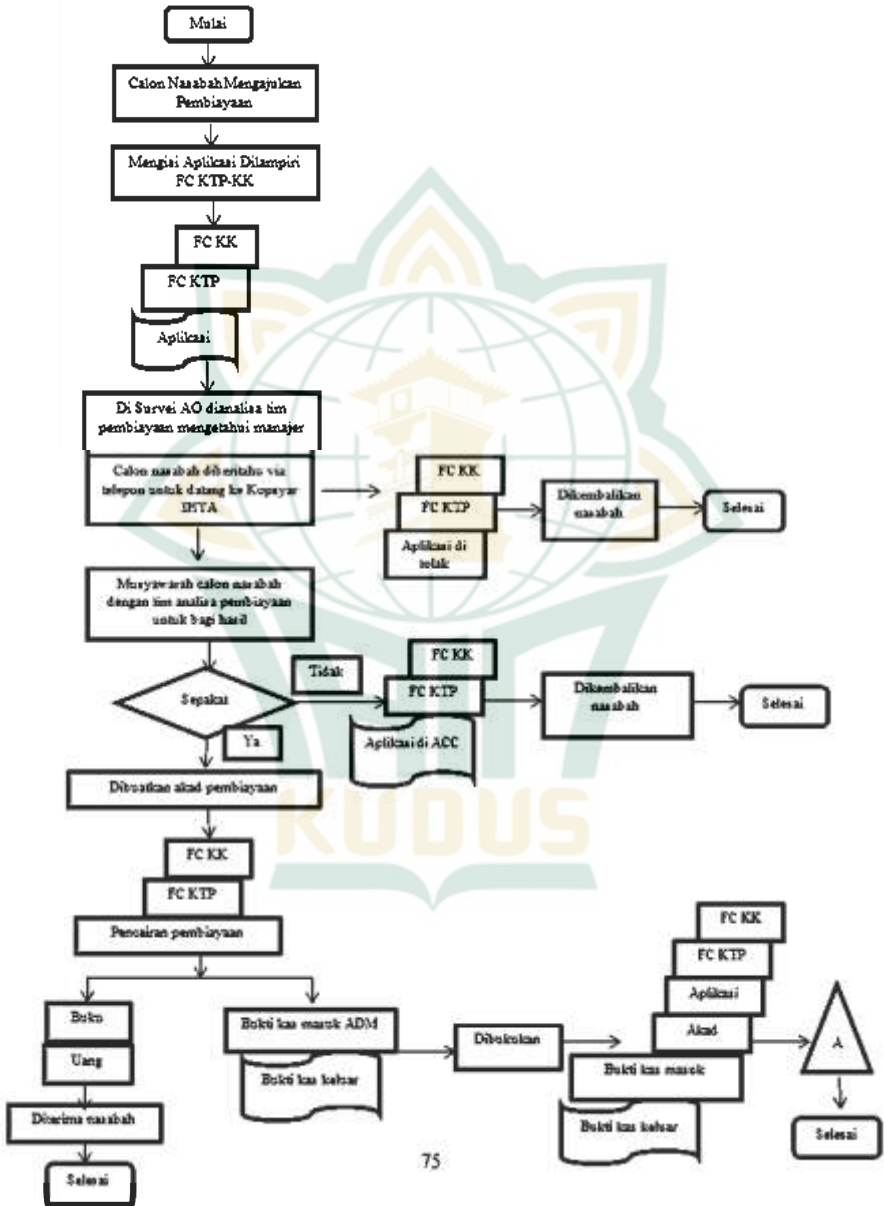 Mulai
Calon Nasabah Mengajukan
Pembiayaan
Mengisi Aplikasi Dilampiri
FC KTP-KK
FC KK
FC KTP
Aplikasi
Di Survei AO dianalisa tim
pembiayaan mengetahui manajer
Calon nasabah diberitahu via
telepon untuk datang ke Kopsyar
FC KK
FC KTP
Aplikasi di
tolak
Dikembalikan
nasabah
Selesai
Musyawarah calon nasabah
dengan tim analisa pembiayaan
untuk bagi hasil
Sepakat
Tidak
FC KK
FC KTP
Aplikasi di ACC
Dikembalikan
nasabah
Selesai
Ya
Dibuatkan akad pembiayaan
KUDUS
FC KK
FC KTP
Pencairan pembiayaan
Buku
Uang
Diterima nasabah
Selesai
Bukti kas masuk ADM
Bukti kas keluar
Dibukukan
FC KK
FC KTP
Aplikasi
Akad
Bukti kas masuk
Bukti kas keluar
A
Selesai
75